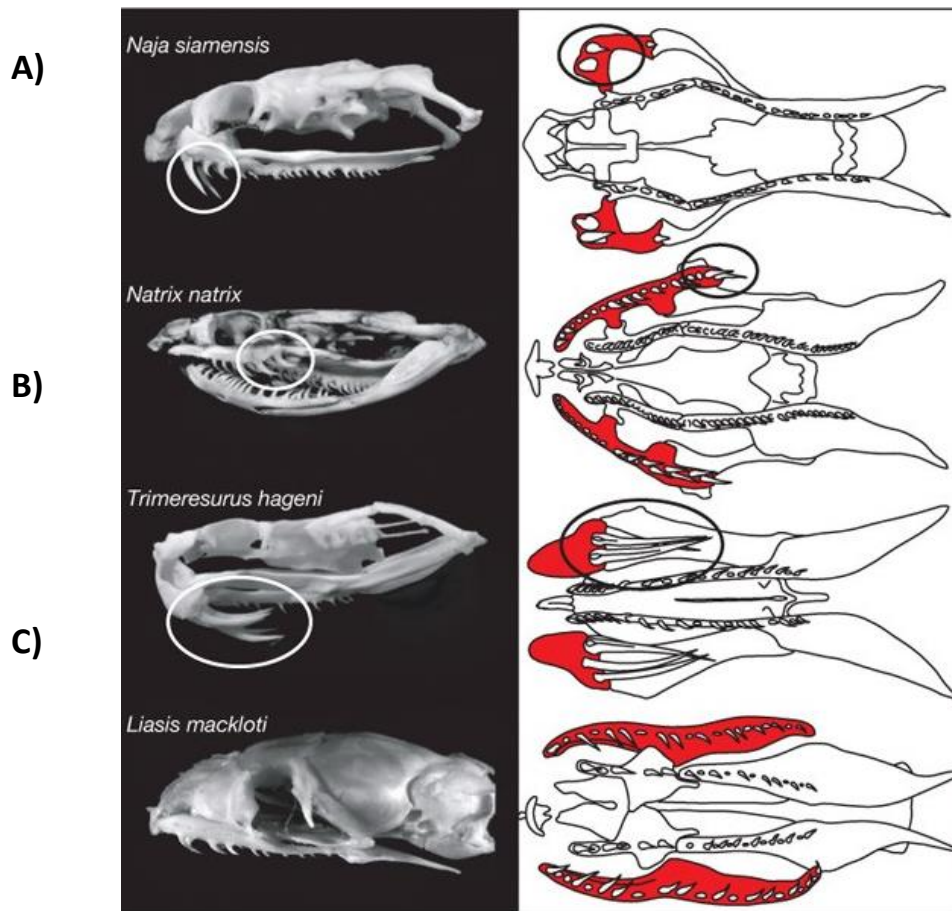 A)
Naja siamensis
Natrix natrix
B)
Trimeresurus hageni
C)
Liasis mackloti